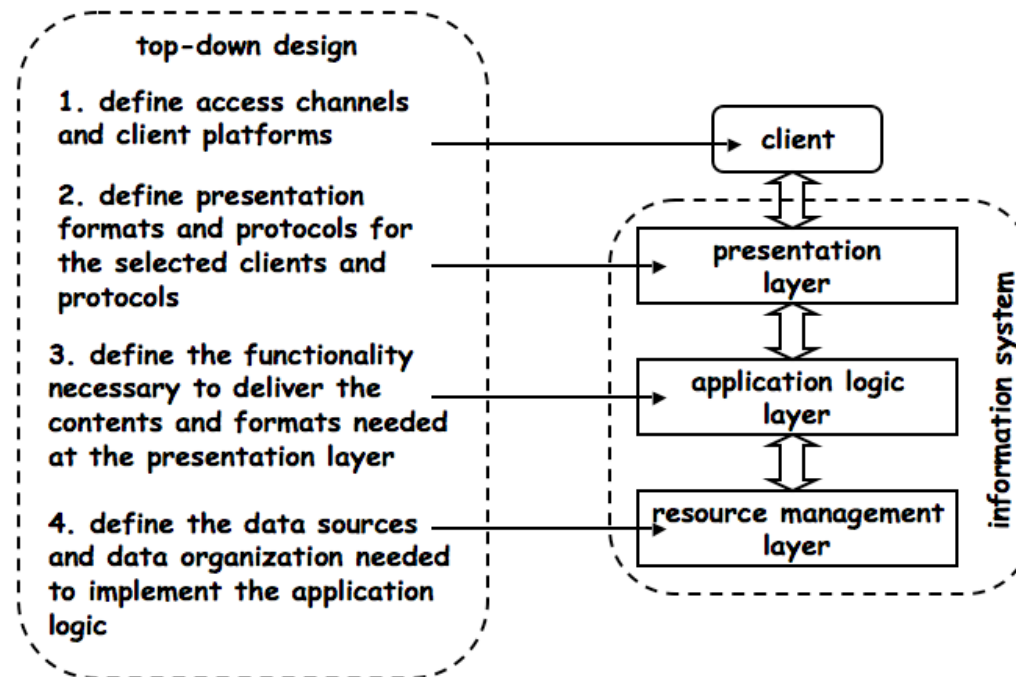 top-down design
1. define access channels
and client platforms
2. define presentation
formats and protocols for
the selected clients and
protocols
3. define the functionality
necessary to deliver the
contents and formats needed
at the presentation layer
4. define the data sources
and data organization needed
to implement the application
logic
client
presentation
layer
application logic
layer
resource management
layer
information system